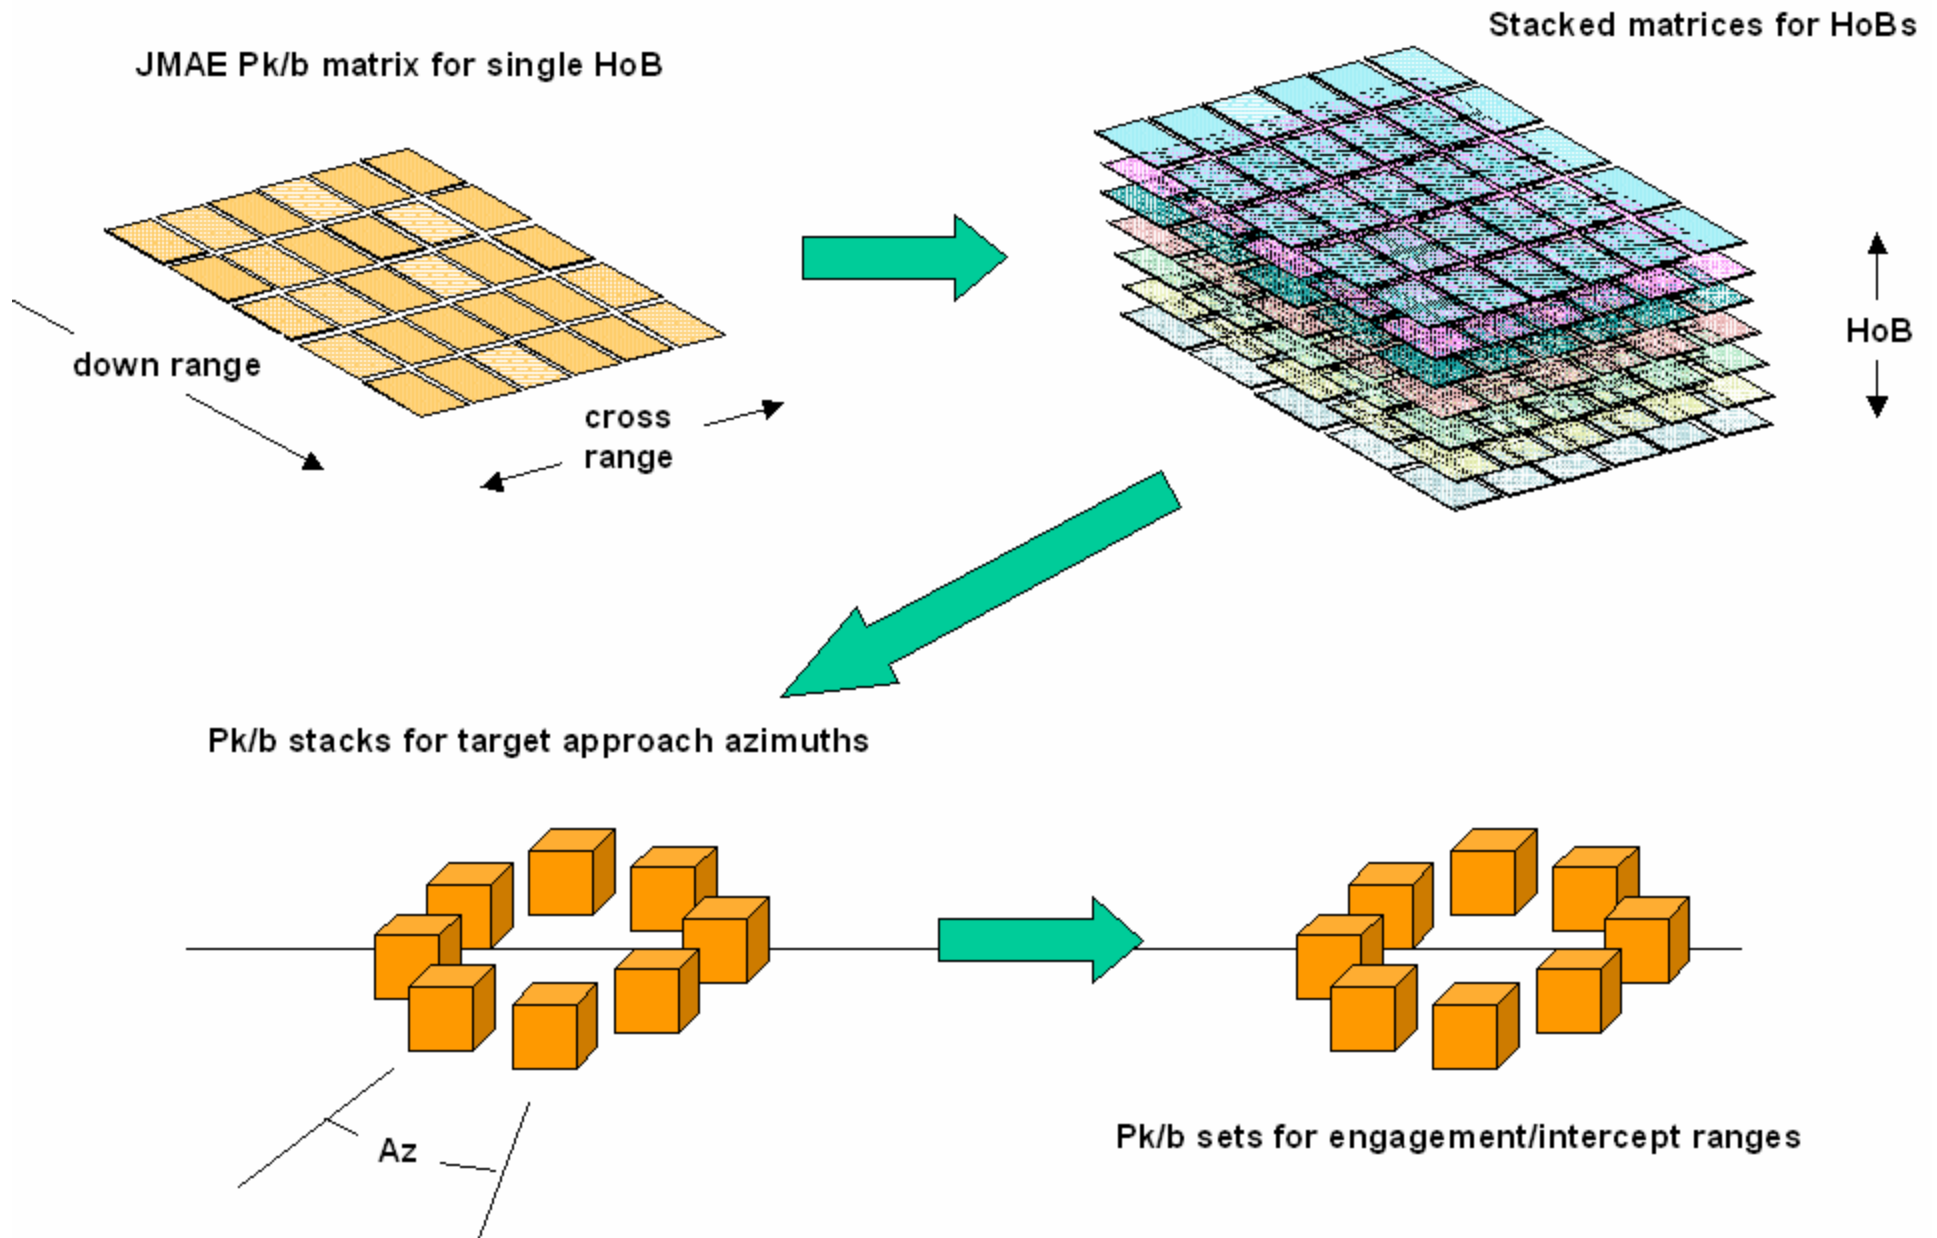 JMAE Pk/b matrix for single HoB
Stacked matrices for HoBs
down range
cross
range
HoB
Pk/b stacks for target approach azimuths
Az
Pk/b sets for engagement/intercept ranges